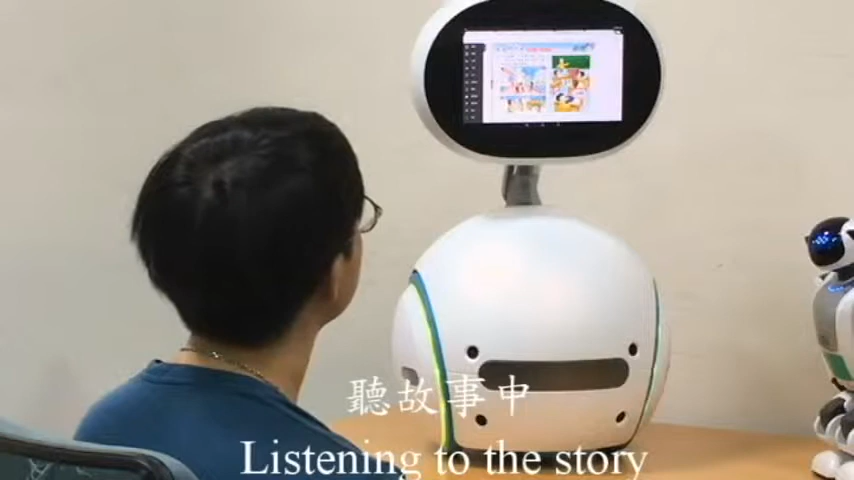 聽故事中
Listening to the story